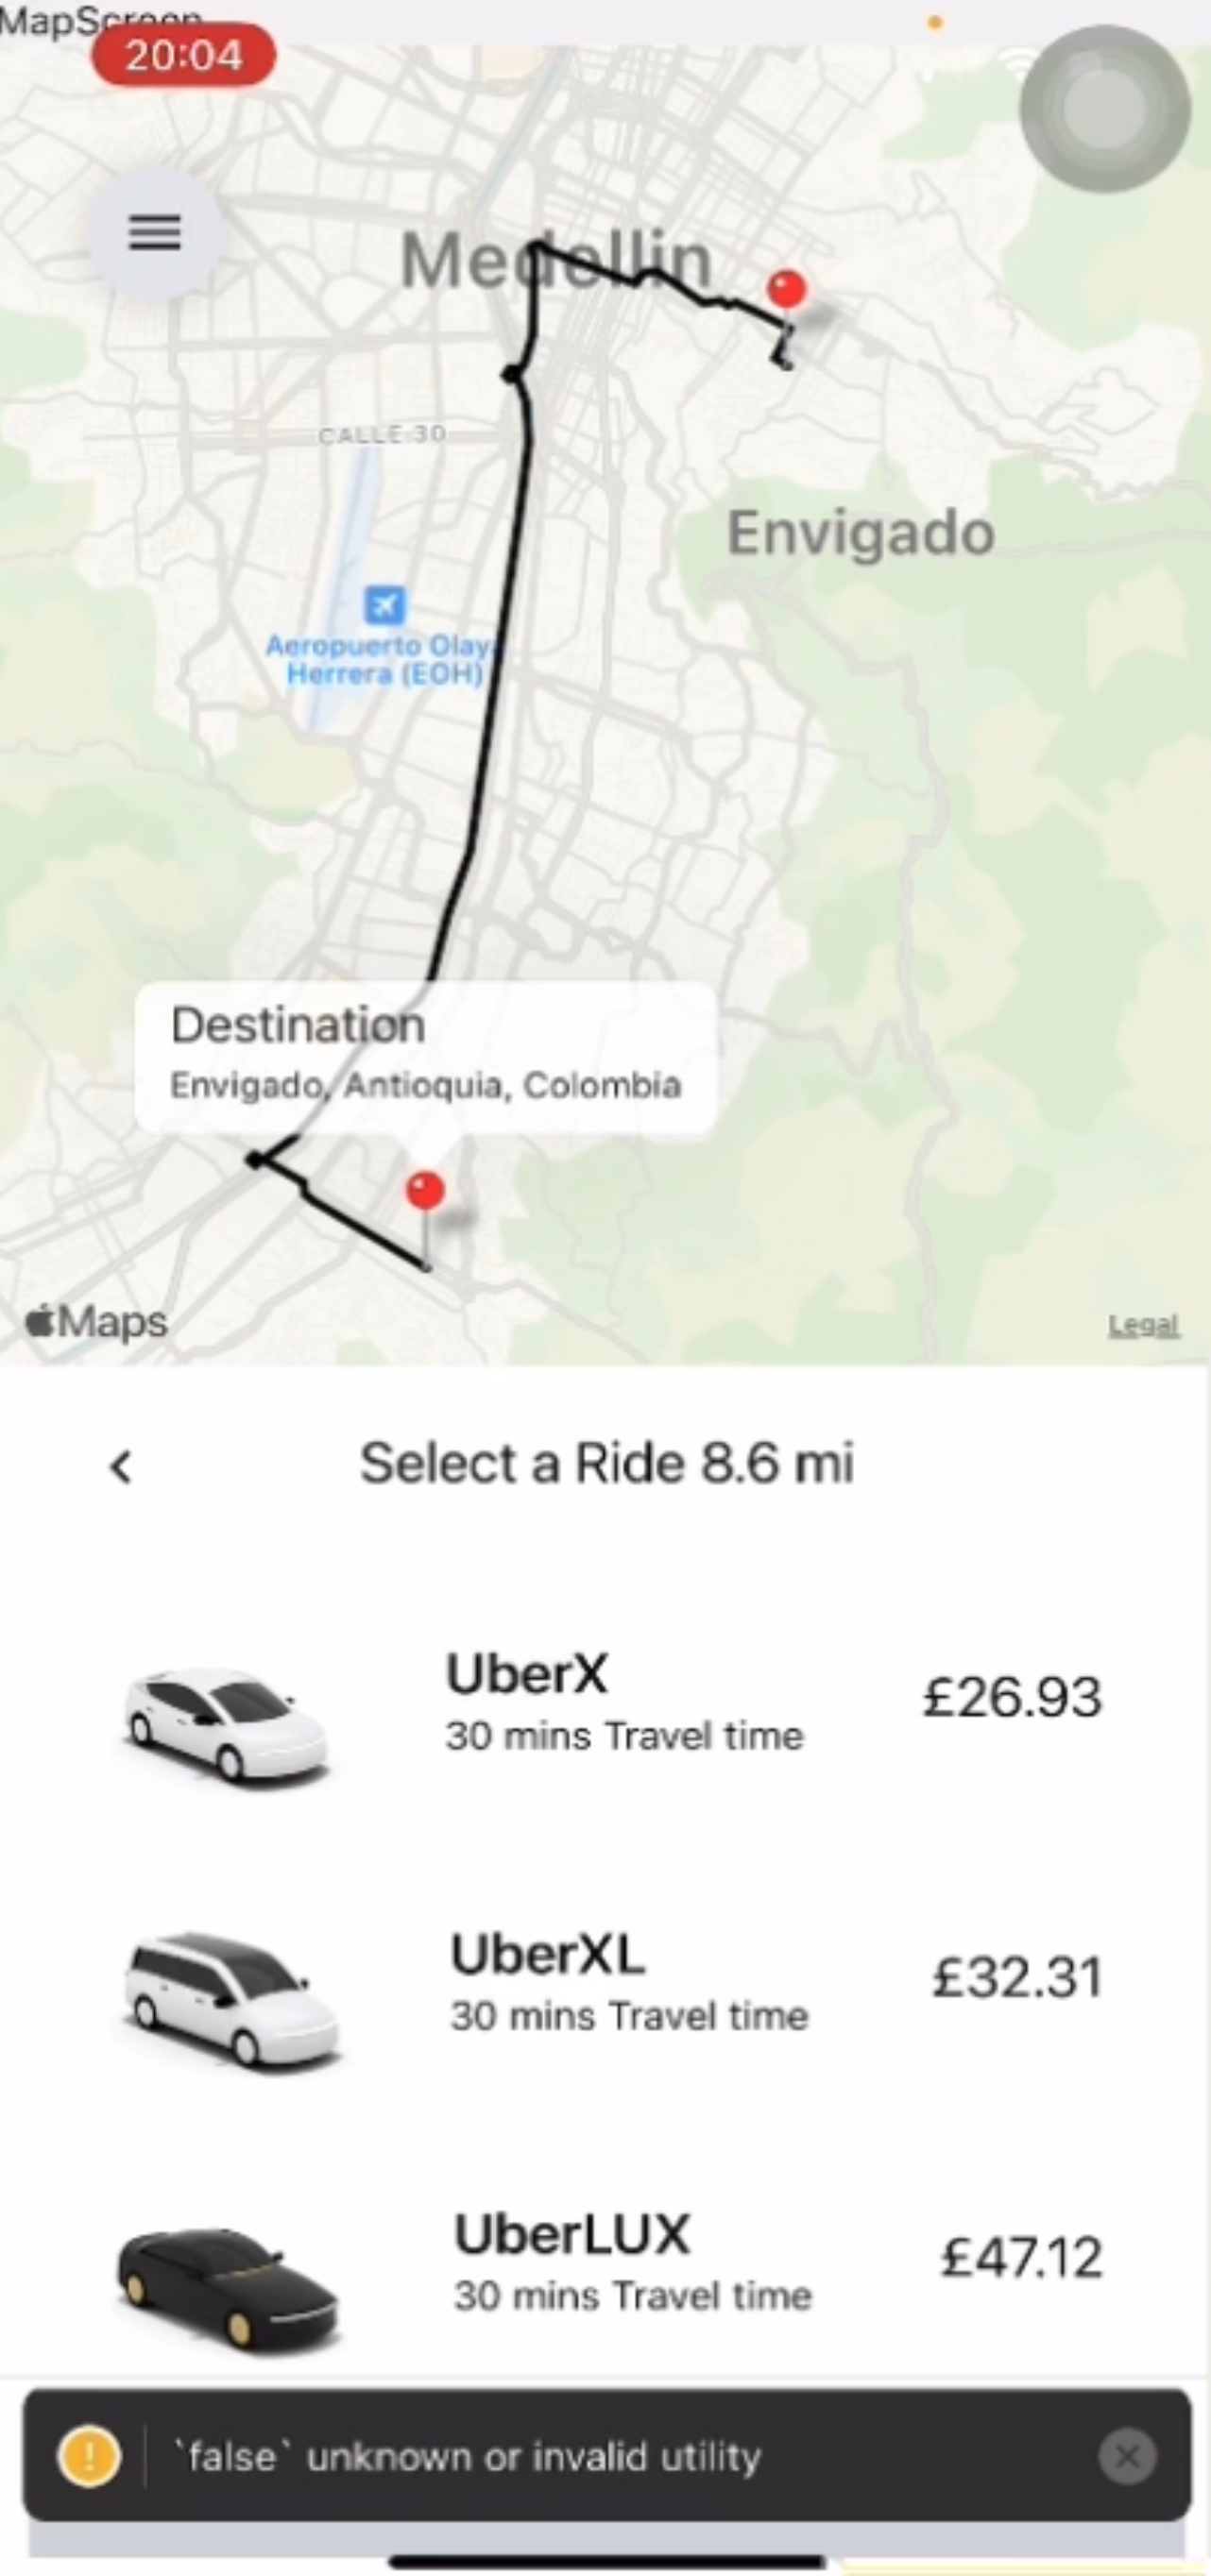 MapScreen
20:04
Medellin
CALLE 30
Envigado
Aeropuerto Olaya
Herrera (EOH)
Destination
Envigado, Antioquia, Colombia
Maps
Legal
Select a Ride 8.6 mi
UberX
30 mins Travel time
£26.93
UberXL
30 mins Travel time
£32.31
UberLUX
30 mins Travel time
£47.12
`false` unknown or invalid utility